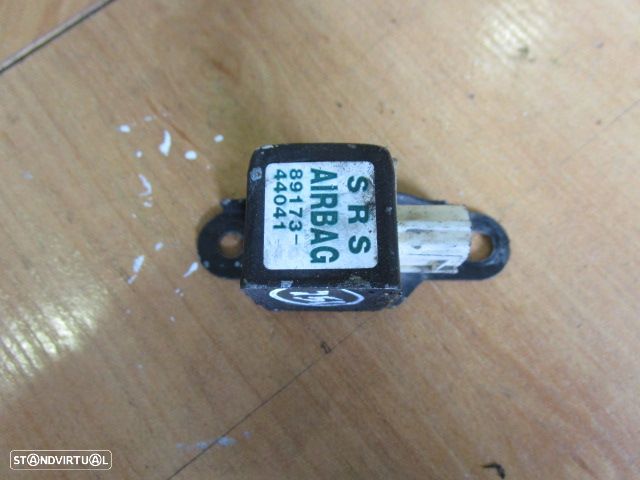 SRS
AIRBAG
89173-
44041
STANDVIRTUAL